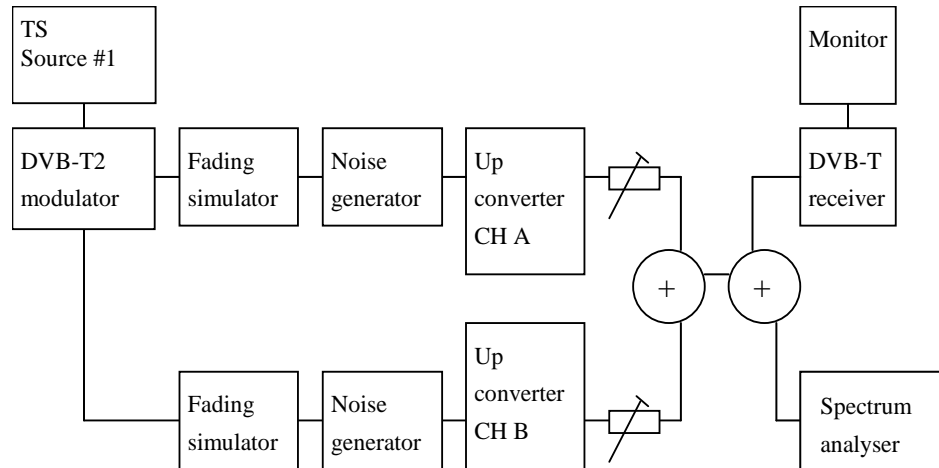 TS
Source #1
Monitor
DVB-T2
modulator
Fading
simulator
Noise
generator
Up
converter
CH A
DVB-T
receiver
+
+
Fading
simulator
Noise
generator
Up
converter
CH B
Spectrum
analyser